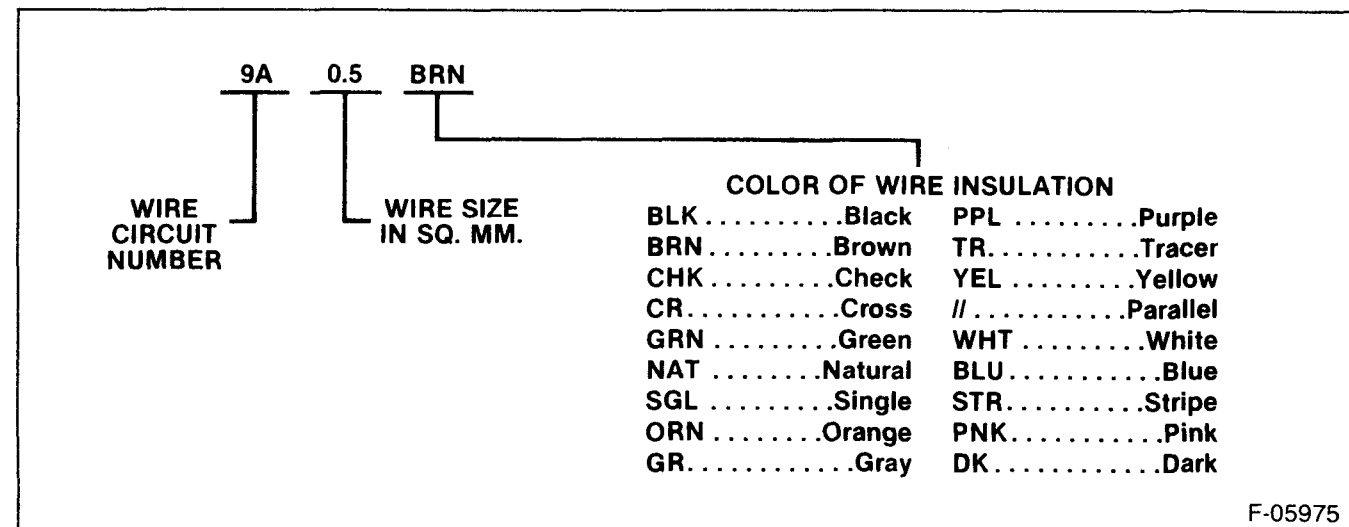 9A 0.5 BRN
WIRE
CIRCUIT
NUMBER
WIRE SIZE
IN SQ. MM.
COLOR OF WIRE INSULATION
BLK..........Black PPL .........Purple
BRN.........Brown TR...........Tracer
CHK.........Check YEL .........Yellow
CR...........Cross // ...........Parallel
GRN .........Green WHT .........White
NAT ........Natural BLU...........Blue
SGL .........Single STR..........Stripe
ORN ........Orange PNK...........Pink
GR............Gray DK............Dark
F-05975